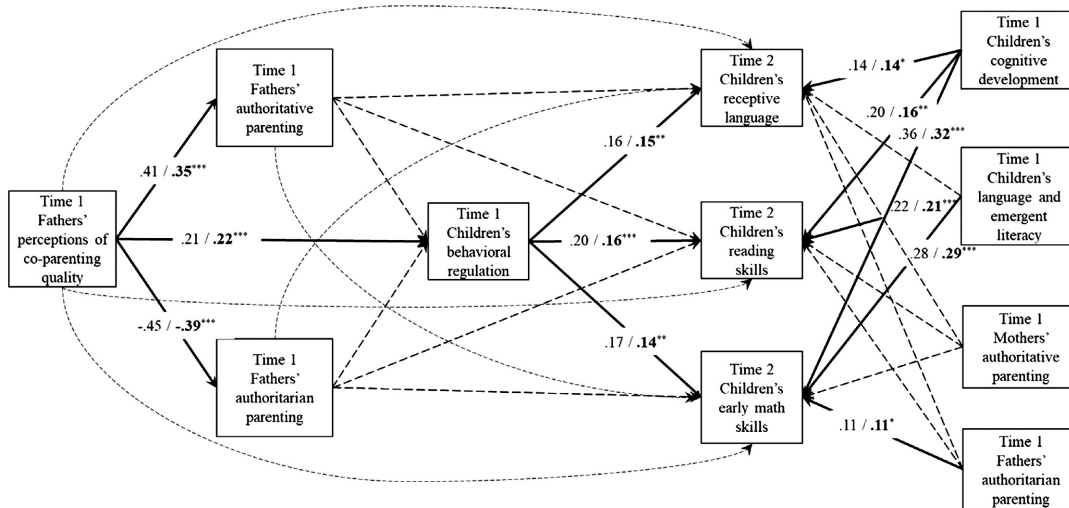 Time 1
Fathers'
perceptions of
co-parenting
quality
Time 1
Fathers'
authoritative
parenting
Time 1
Fathers'
authoritarian
parenting
Time 1
Children's
behavioral
regulation
Time 2
Children's
receptive
language
Time 2
Children's
reading
skills
Time 2
Children's
early math
skills
Time 1
Children's
cognitive
development
Time 1
Children's
language and
emergent
literacy
Time 1
Mothers'
authoritative
parenting
Time 1
Fathers'
authoritarian
parenting
.41 / .35***
.21 / .22***
-.45 / -.39***
.16 / .15**
.20 / .16***
.17 / .14**
.14 / .14*
.20 / .16**
.36 / .32***
.22 / .21***
.28 / .29***
.11 / .11*